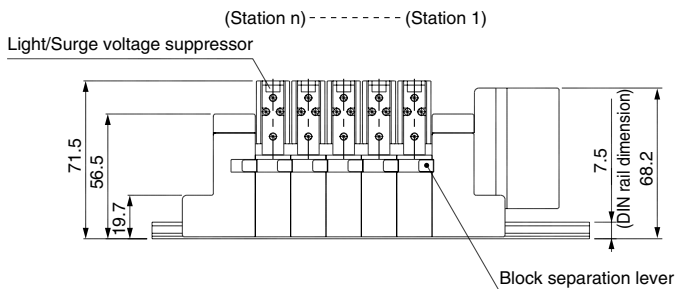 (Station n) - - - - - - - - (Station 1)
Light/Surge voltage suppressor
71.5
56.5
19.7
7.5
(DIN rail dimension)
68.2
Block separation lever